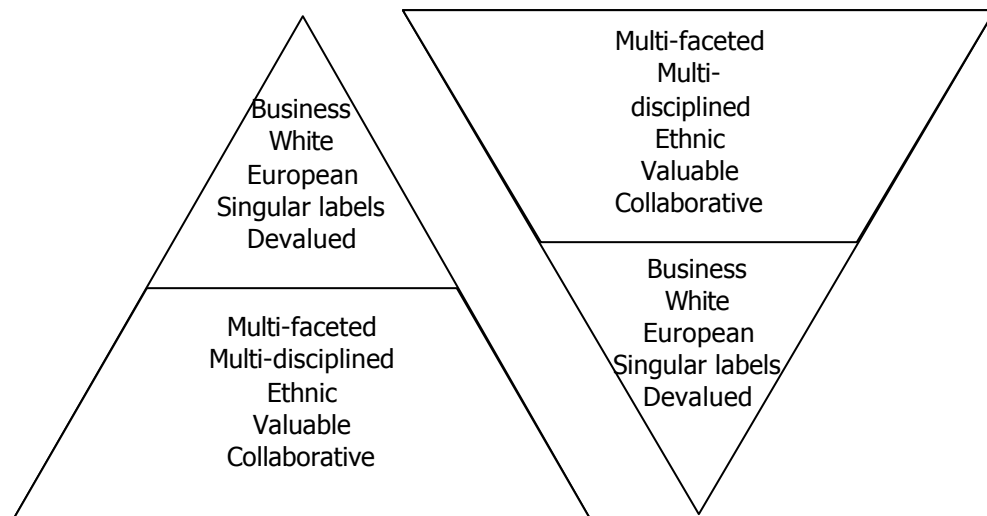 Business
White
European
Singular labels
Devalued
Multi-faceted
Multi-disciplined
Ethnic
Valuable
Collaborative
Multi-faceted
Multi-
disciplined
Ethnic
Valuable
Collaborative
Business
White
European
Singular labels
Devalued